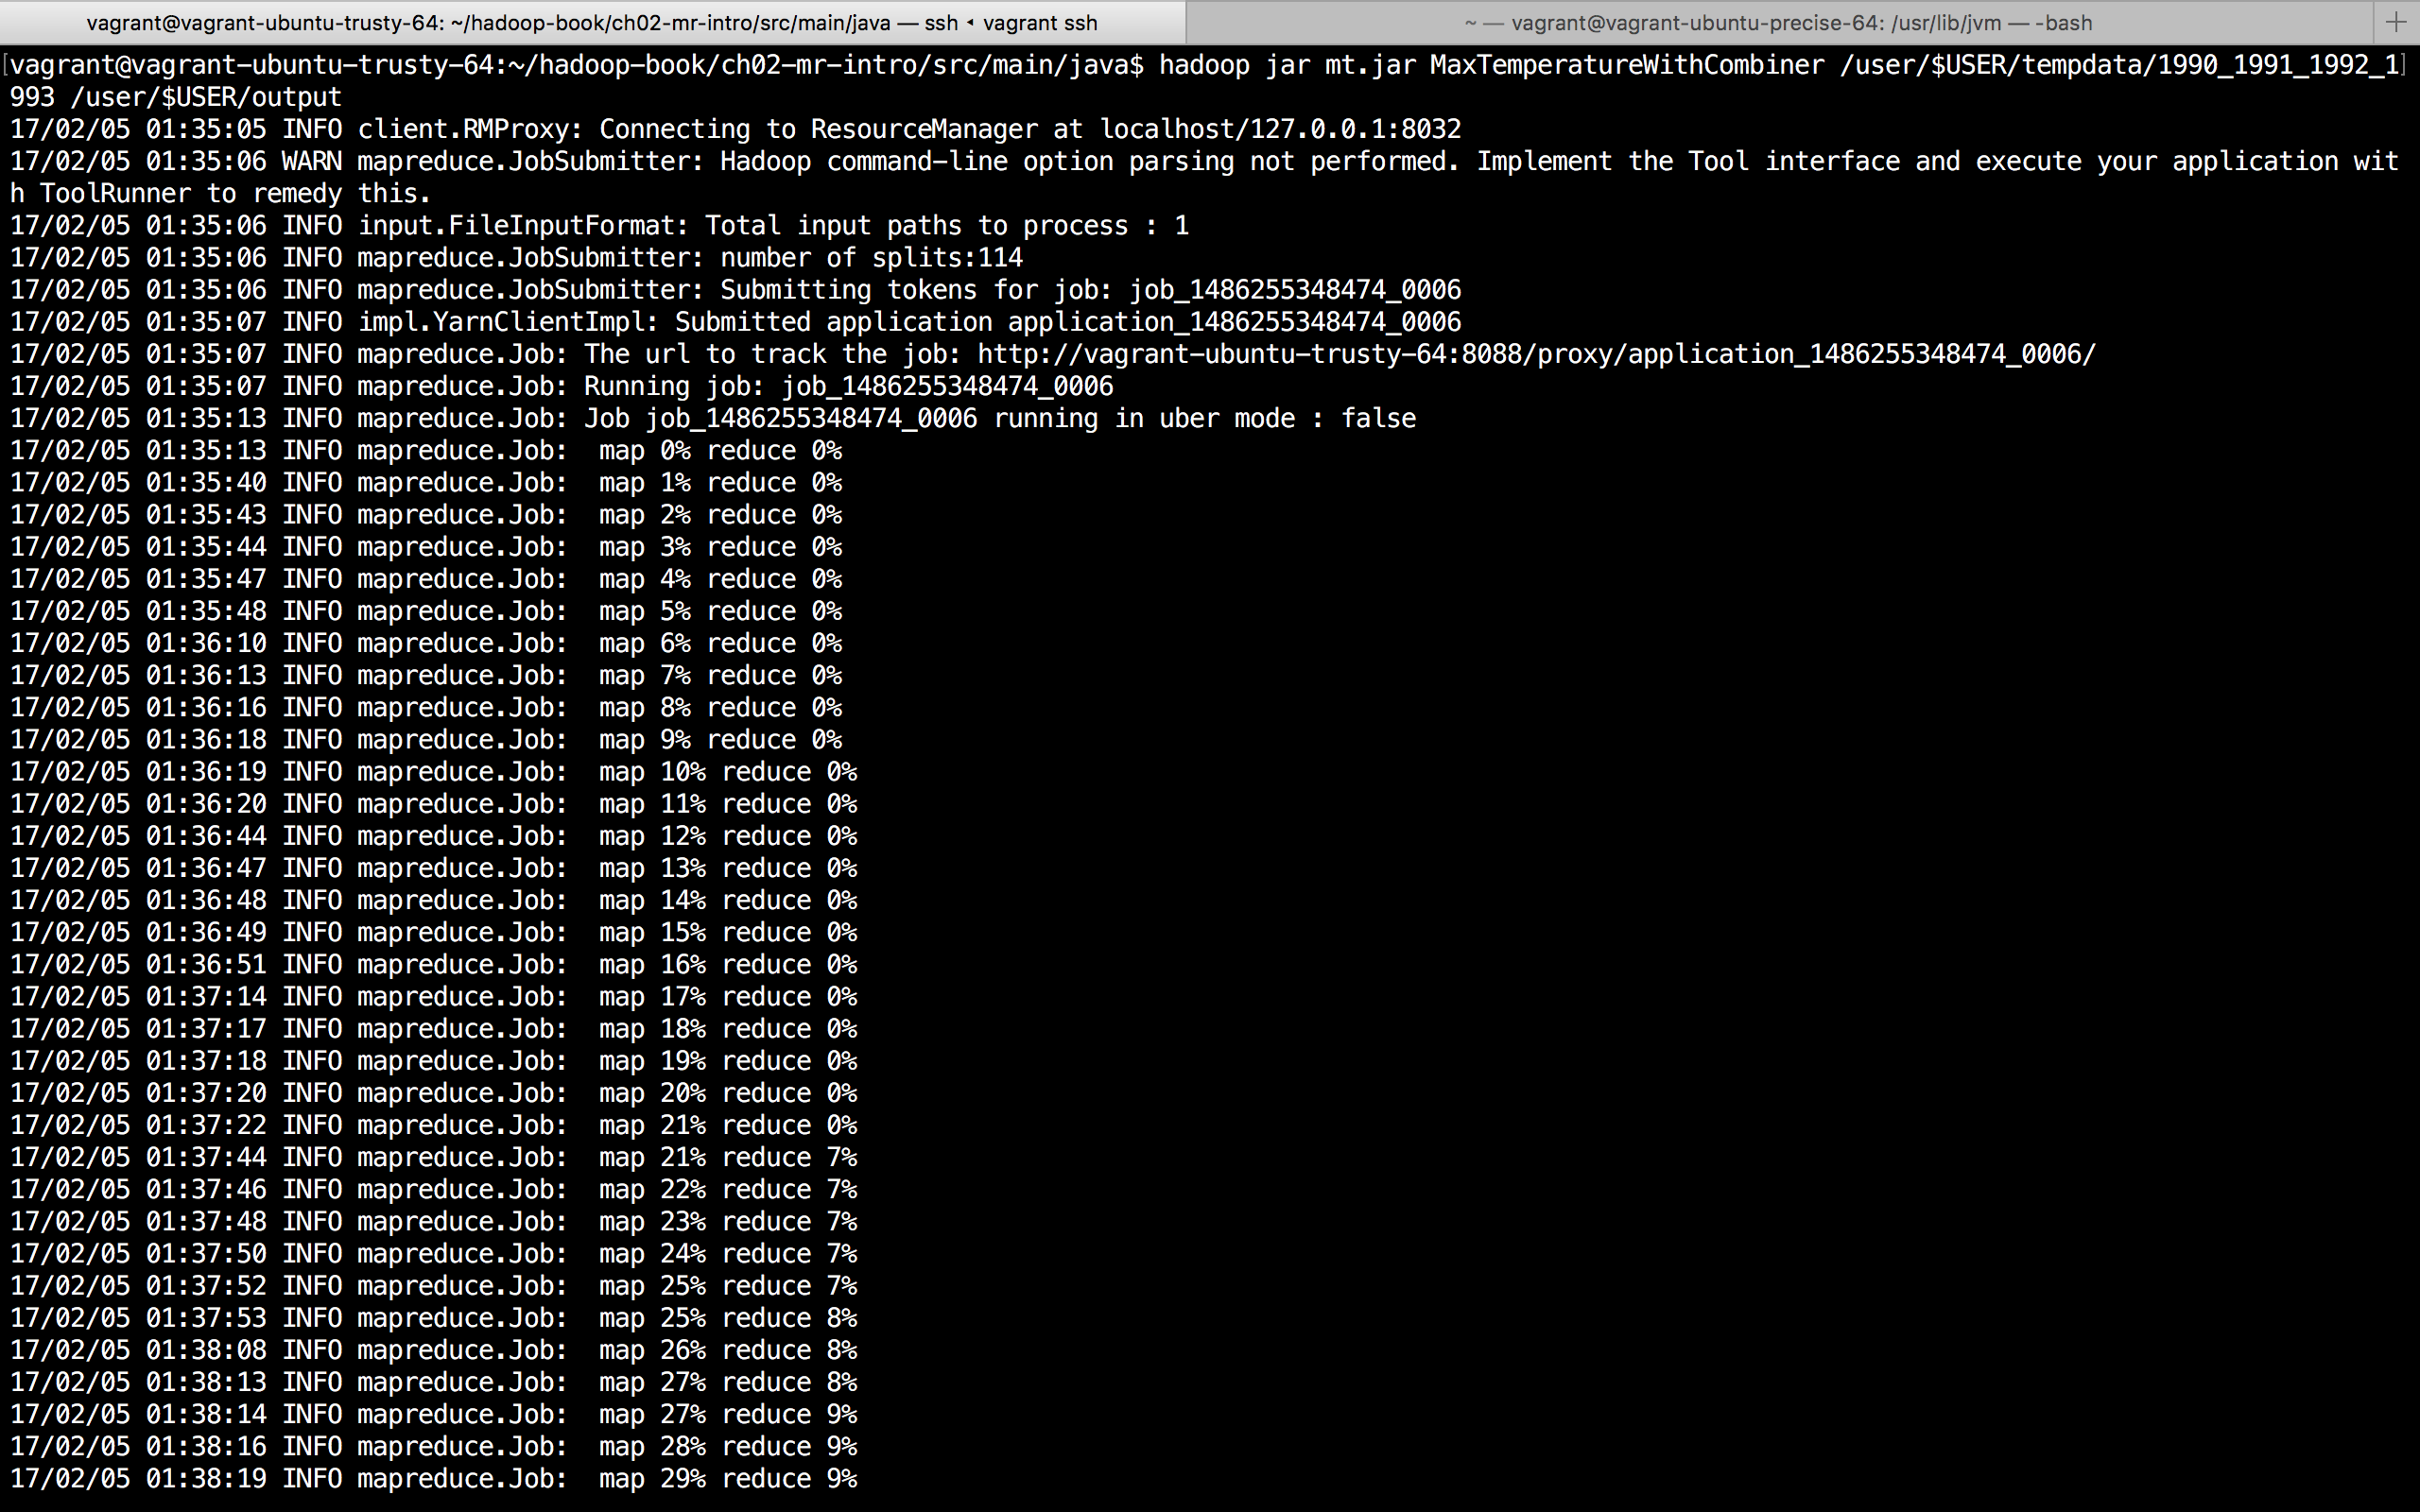 vagrant@vagrant-ubuntu-trusty-64: ~/hadoop-book/ch02-mr-intro/src/main/java — ssh ◂ vagrant ssh
~ — vagrant@vagrant-ubuntu-precise-64: /usr/lib/jvm — -bash
[vagrant@vagrant-ubuntu-trusty-64:~/hadoop-book/ch02-mr-intro/src/main/java$ hadoop jar mt.jar MaxTemperatureWithCombiner /user/$USER/tempdata/1990_1991_1992_1]
993 /user/$USER/output
17/02/05 01:35:05 INFO client.RMProxy: Connecting to ResourceManager at localhost/127.0.0.1:8032
17/02/05 01:35:06 WARN mapreduce.JobSubmitter: Hadoop command-line option parsing not performed. Implement the Tool interface and execute your application wit
h ToolRunner to remedy this.
17/02/05 01:35:06 INFO input.FileInputFormat: Total input paths to process : 1
17/02/05 01:35:06 INFO mapreduce.JobSubmitter: number of splits:114
17/02/05 01:35:06 INFO mapreduce.JobSubmitter: Submitting tokens for job: job_1486255348474_0006
17/02/05 01:35:07 INFO impl.YarnClientImpl: Submitted application application_1486255348474_0006
17/02/05 01:35:07 INFO mapreduce.Job: The url to track the job: http://vagrant-ubuntu-trusty-64:8088/proxy/application_1486255348474_0006/
17/02/05 01:35:07 INFO mapreduce.Job: Running job: job_1486255348474_0006
17/02/05 01:35:13 INFO mapreduce.Job: Job job_1486255348474_0006 running in uber mode : false
17/02/05 01:35:13 INFO mapreduce.Job:  map 0% reduce 0%
17/02/05 01:35:40 INFO mapreduce.Job:  map 1% reduce 0%
17/02/05 01:35:43 INFO mapreduce.Job:  map 2% reduce 0%
17/02/05 01:35:44 INFO mapreduce.Job:  map 3% reduce 0%
17/02/05 01:35:47 INFO mapreduce.Job:  map 4% reduce 0%
17/02/05 01:35:48 INFO mapreduce.Job:  map 5% reduce 0%
17/02/05 01:36:10 INFO mapreduce.Job:  map 6% reduce 0%
17/02/05 01:36:13 INFO mapreduce.Job:  map 7% reduce 0%
17/02/05 01:36:16 INFO mapreduce.Job:  map 8% reduce 0%
17/02/05 01:36:18 INFO mapreduce.Job:  map 9% reduce 0%
17/02/05 01:36:19 INFO mapreduce.Job:  map 10% reduce 0%
17/02/05 01:36:20 INFO mapreduce.Job:  map 11% reduce 0%
17/02/05 01:36:44 INFO mapreduce.Job:  map 12% reduce 0%
17/02/05 01:36:47 INFO mapreduce.Job:  map 13% reduce 0%
17/02/05 01:36:48 INFO mapreduce.Job:  map 14% reduce 0%
17/02/05 01:36:49 INFO mapreduce.Job:  map 15% reduce 0%
17/02/05 01:36:51 INFO mapreduce.Job:  map 16% reduce 0%
17/02/05 01:37:14 INFO mapreduce.Job:  map 17% reduce 0%
17/02/05 01:37:17 INFO mapreduce.Job:  map 18% reduce 0%
17/02/05 01:37:18 INFO mapreduce.Job:  map 19% reduce 0%
17/02/05 01:37:20 INFO mapreduce.Job:  map 20% reduce 0%
17/02/05 01:37:22 INFO mapreduce.Job:  map 21% reduce 0%
17/02/05 01:37:44 INFO mapreduce.Job:  map 21% reduce 7%
17/02/05 01:37:46 INFO mapreduce.Job:  map 22% reduce 7%
17/02/05 01:37:48 INFO mapreduce.Job:  map 23% reduce 7%
17/02/05 01:37:50 INFO mapreduce.Job:  map 24% reduce 7%
17/02/05 01:37:52 INFO mapreduce.Job:  map 25% reduce 7%
17/02/05 01:37:53 INFO mapreduce.Job:  map 25% reduce 8%
17/02/05 01:38:08 INFO mapreduce.Job:  map 26% reduce 8%
17/02/05 01:38:13 INFO mapreduce.Job:  map 27% reduce 8%
17/02/05 01:38:14 INFO mapreduce.Job:  map 27% reduce 9%
17/02/05 01:38:16 INFO mapreduce.Job:  map 28% reduce 9%
17/02/05 01:38:19 INFO mapreduce.Job:  map 29% reduce 9%